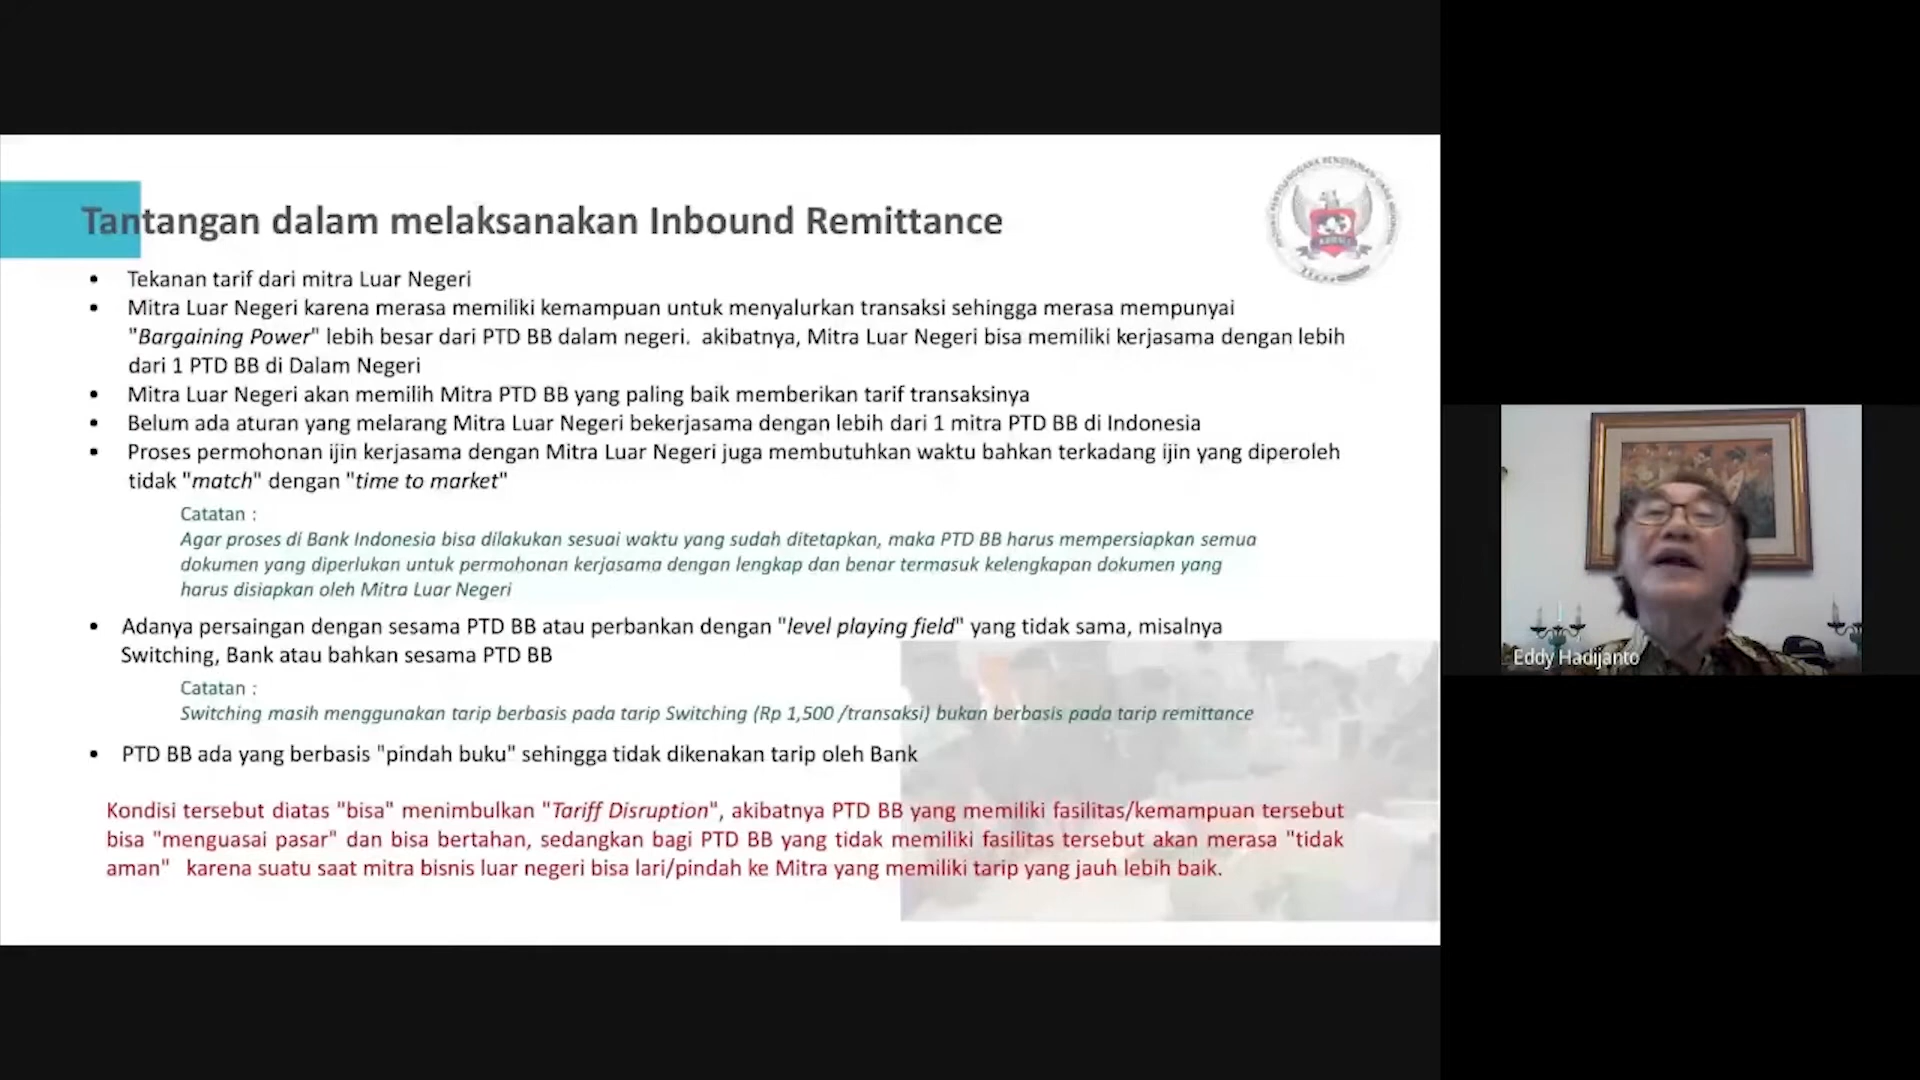 Tantangan dalam melaksanakan Inbound Remittance
• Tekanan tarif dari mitra Luar Negeri
• Mitra Luar Negeri karena merasa memiliki kemampuan untuk menyalurkan transaksi sehingga merasa mempunyai
"Bargaining Power" lebih besar dari PTD BB dalam negeri. akibatnya, Mitra Luar Negeri bisa memiliki kerjasama dengan lebih
dari 1 PTD BB di Dalam Negeri
• Mitra Luar Negeri akan memilih Mitra PTD BB yang paling baik memberikan tarif transaksinya
• Belum ada aturan yang melarang Mitra Luar Negeri bekerjasama dengan lebih dari 1 mitra PTD BB di Indonesia
• Proses permohonan ijin kerjasama dengan Mitra Luar Negeri juga membutuhkan waktu bahkan terkadang ijin yang diperoleh
tidak "match" dengan "time to market"
Catatan :
Agar proses di Bank Indonesia bisa dilakukan sesuai waktu yang sudah ditetapkan, maka PTD BB harus mempersiapkan semua
dokumen yang diperlukan untuk permohonan kerjasama dengan lengkap dan benar termasuk kelengkapan dokumen yang
harus disiapkan oleh Mitra Luar Negeri
• Adanya persaingan dengan sesama PTD BB atau perbankan dengan "level playing field" yang tidak sama, misalnya
Switching, Bank atau bahkan sesama PTD BB
Catatan :
Switching masih menggunakan tarip berbasis pada tarip Switching (Rp 1,500 /transaksi) bukan berbasis pada tarip remittance
• PTD BB ada yang berbasis "pindah buku" sehingga tidak dikenakan tarip oleh Bank
Kondisi tersebut diatas "bisa" menimbulkan "Tariff Disruption", akibatnya PTD BB yang memiliki fasilitas/kemampuan tersebut
bisa "menguasai pasar" dan bisa bertahan, sedangkan bagi PTD BB yang tidak memiliki fasilitas tersebut akan merasa "tidak
aman" karena suatu saat mitra bisnis luar negeri bisa lari/pindah ke Mitra yang memiliki tarip yang jauh lebih baik.
Eddy Hadijanto